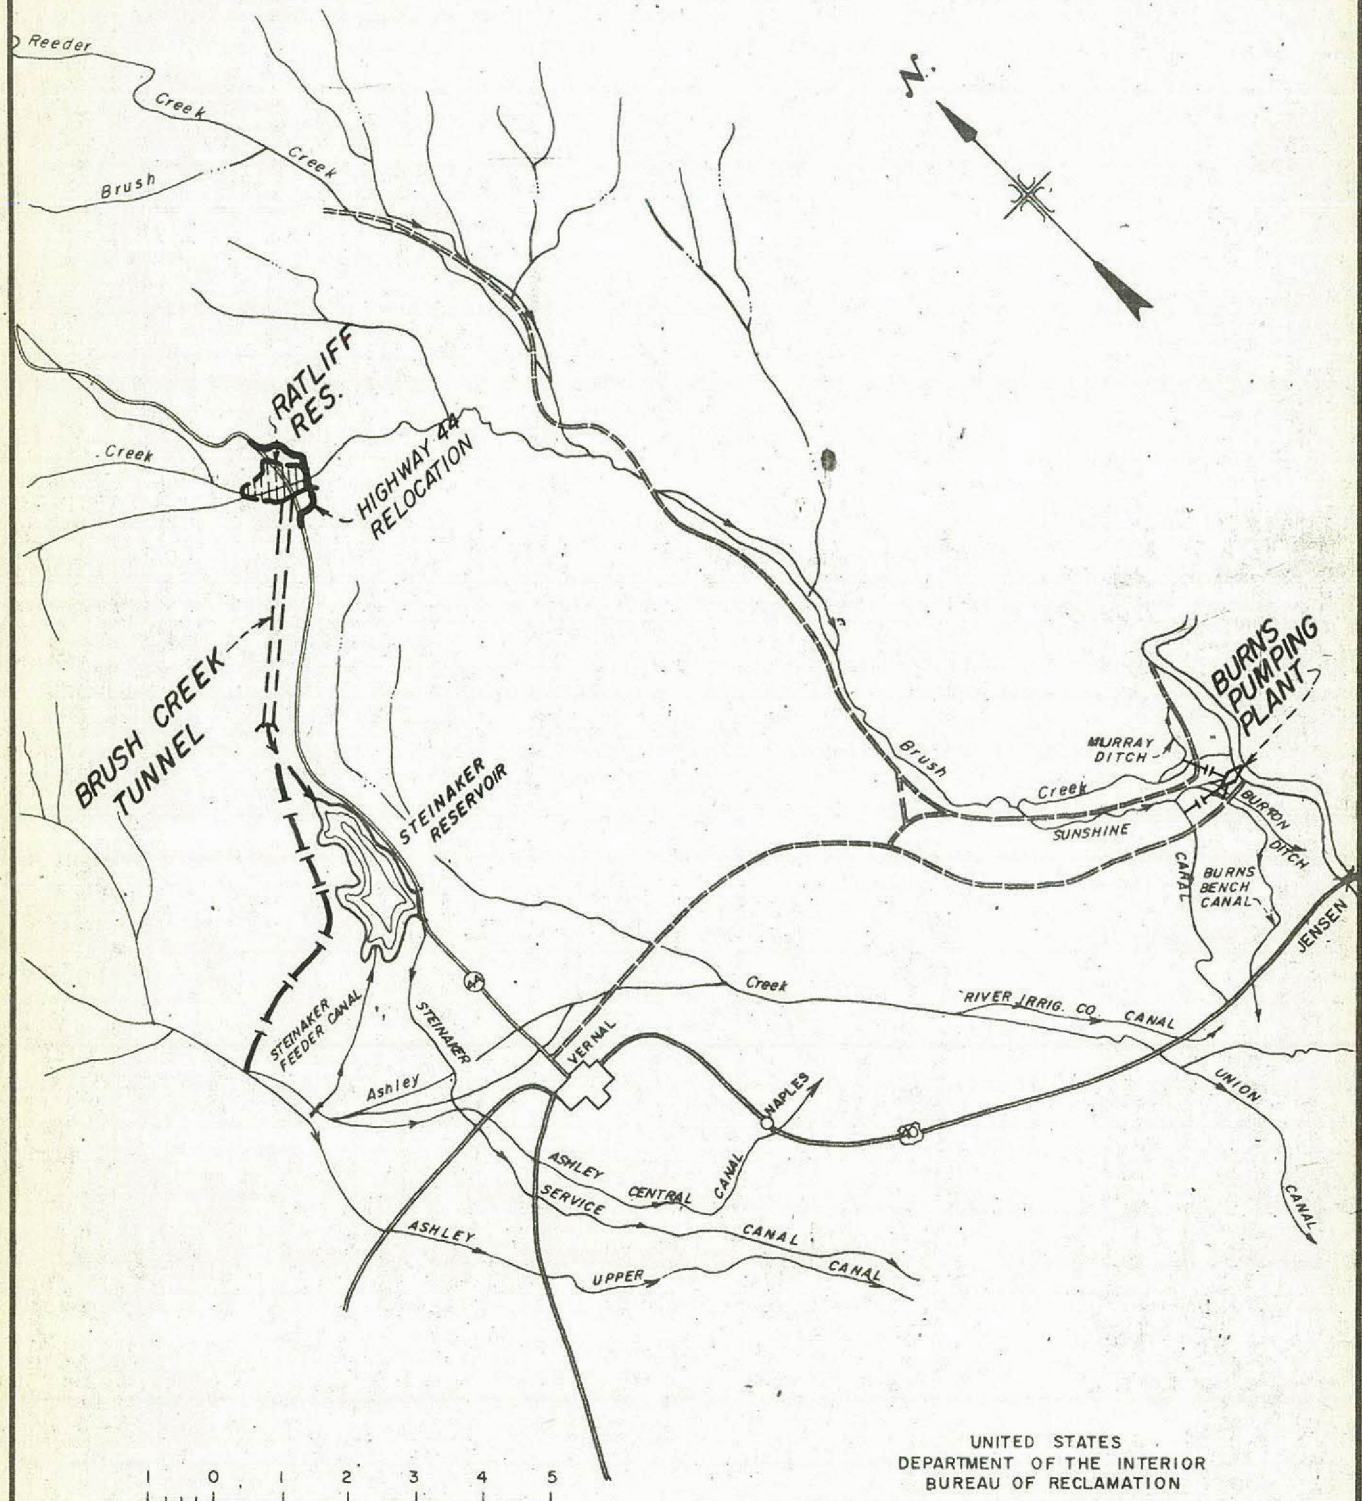 Reeder
Creek
Creek
Brush
N.
RATLIFF
RES.
Creek
HIGHWAY 44
RELOCATION
BRUSH CREEK
TUNNEL
STEINAKER
RESERVOIR
BURNS
PUMPING
PLANT
MURRAY
DITCH
Brush
Creek
SUNSHINE
CANAL
BURTON
DITCH
BURNS
BENCH
CANAL
JENSEN
44
Creek
RIVER IRRIG. CO. CANAL
STEINAKER
FEEDER CANAL
STEINAKER
VERNAL
Ashley
NAPLES
40
UNION
CANAL
ASHLEY
CENTRAL
CANAL
SERVICE
CANAL
ASHLEY
UPPER
CANAL
UNITED STATES
DEPARTMENT OF THE INTERIOR
BUREAU OF RECLAMATION
1 0 1 2 3 4 5